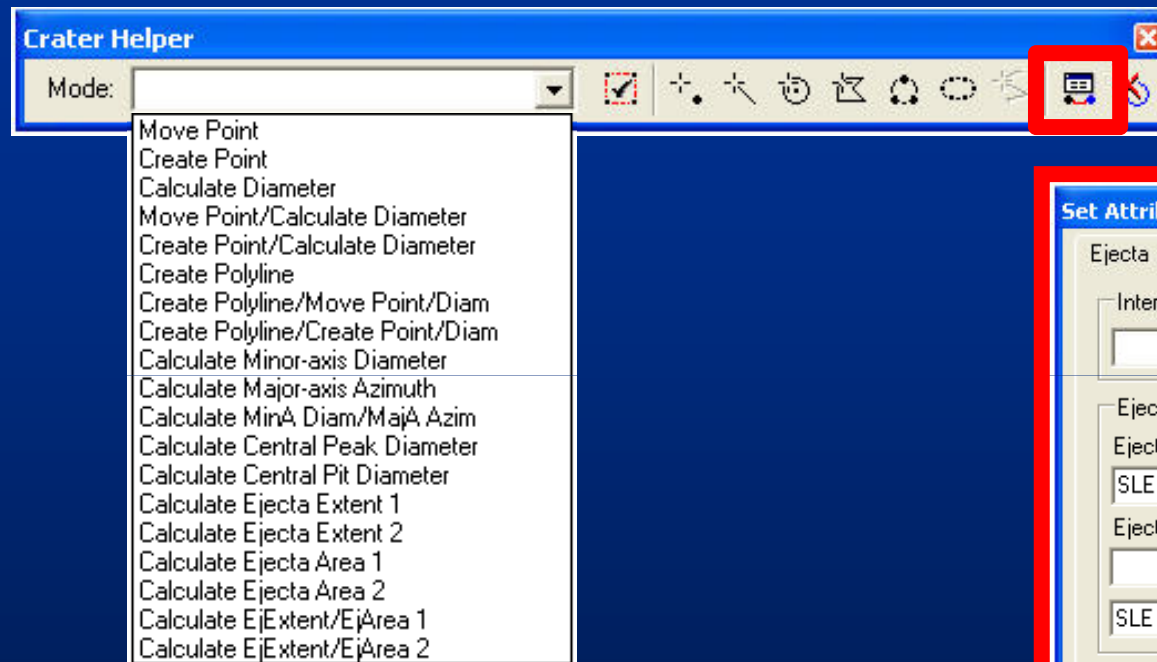 Crater Helper
Mode:
Move Point
Create Point
Calculate Diameter
Move Point/Calculate Diameter
Create Point/Calculate Diameter
Create Polyline
Create Polyline/Move Point/Diam
Create Polyline/Create Point/Diam
Calculate Minor-axis Diameter
Calculate Major-axis Azimuth
Calculate MinA Diam/MajA Azim
Calculate Central Peak Diameter
Calculate Central Pit Diameter
Calculate Ejecta Extent 1
Calculate Ejecta Extent 2
Calculate Ejecta Area 1
Calculate Ejecta Area 2
Calculate EjExtent/EjArea 1
Calculate EjExtent/EjArea 2
Set
Ejecta
SLE
SLE